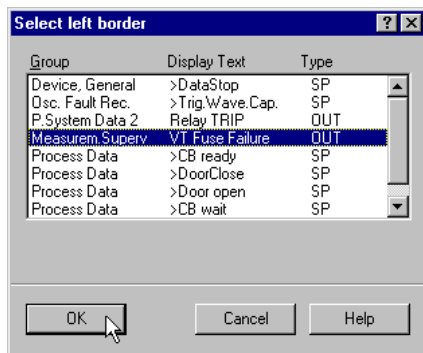 Select left border
Group Display Text Type
Device, General >DataStop SP
Osc. Fault Rec. >Trig.Wave.Cap. SP
P.System Data 2 Relay TRIP OUT
Measurem.Superv VT Fuse Failure OUT
Process Data >CB ready SP
Process Data >DoorClose SP
Process Data >Door open SP
Process Data >CB wait SP
OK Cancel Help